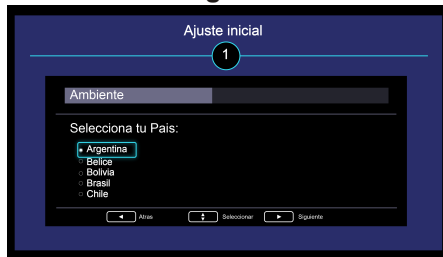 Ajuste inicial
1
Ambiente
Selecciona tu Pais:
Argentina
Belice
Bolivia
Brasil
Chile
Atras Seleccionar Siguiente